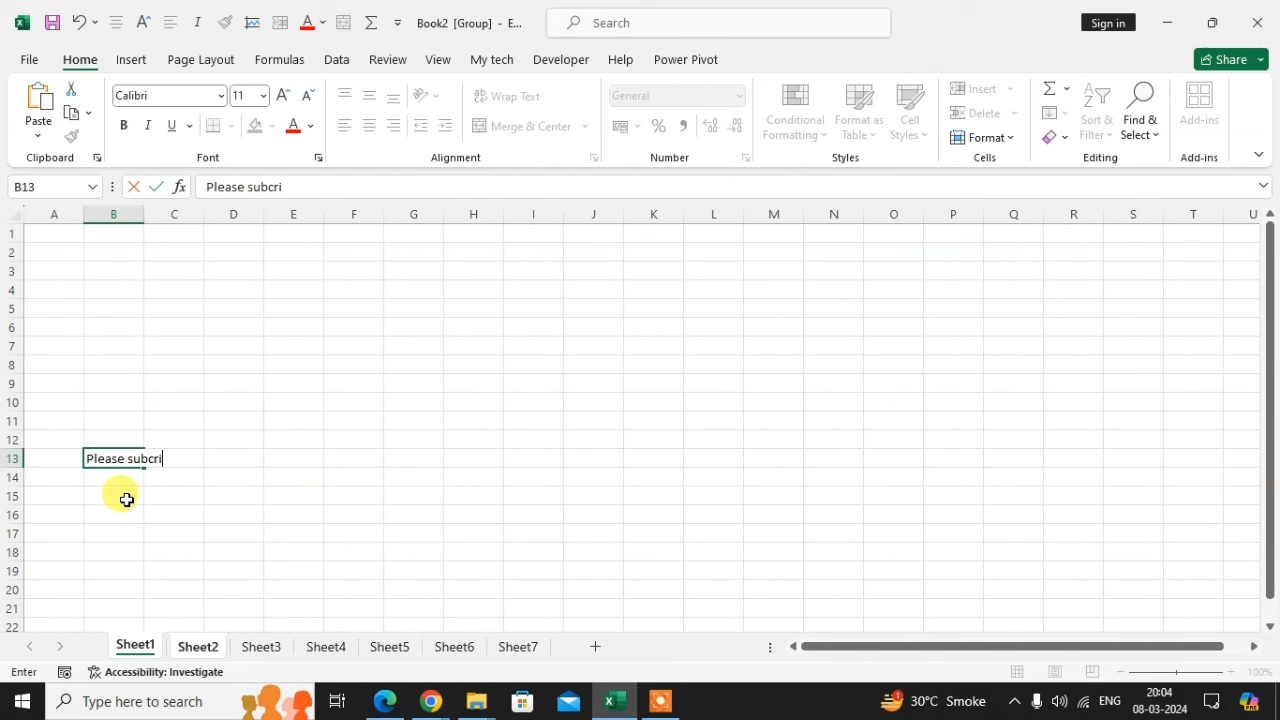 Book2 [Group] - E...
Search
Sign in
File Home Insert Page Layout Formulas Data Review View My tech Developer Help Power Pivot
Share
Paste
Calibri
11
B I U
A A
ab
Wrap Text
Merge & Center
General
%
Conditional Formatting
Format as Table
Cell Styles
Insert
Delete
Format
Sort & Filter
Find & Select
Add-ins
Clipboard Font Alignment Number Styles Cells Editing Add-ins
B13
fx
Please subcri
A B C D E F G H I J K L M N O P Q R S T U
1
2
3
4
5
6
7
8
9
10
11
12
13 Please subcri
14
15
16
17
18
19
20
21
22
Sheet1 Sheet2 Sheet3 Sheet4 Sheet5 Sheet6 Sheet7
Enter
Accessibility: Investigate
100%
Type here to search
1
30°C Smoke
ENG
20:04
08-03-2024
PRE